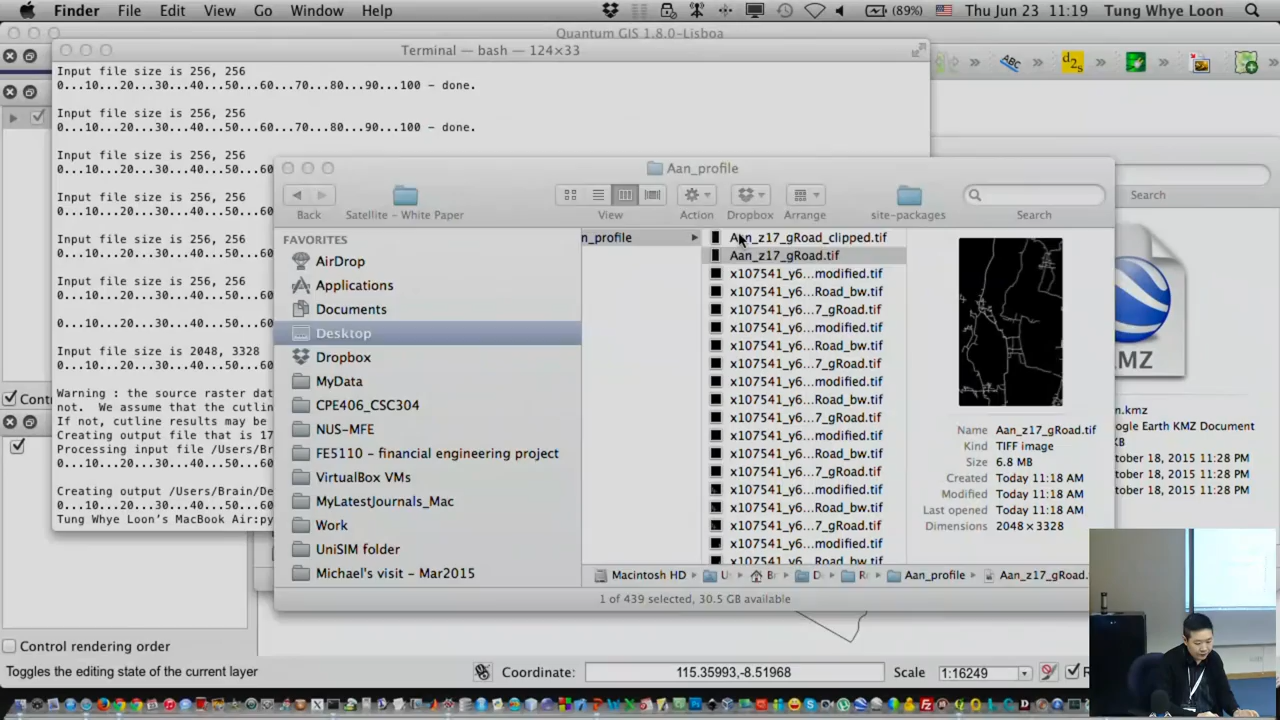 Finder File Edit View Go Window Help (89%) Thu Jun 23 11:19 Tung Whye Loon
Quantum GIS 1.8.0-Lisboa
Terminal — bash — 124×33
Input file size is 256, 256
0...10...20...30...40...50...60...70...80...90...100 - done.
Input file size is 256, 256
0...10...20...30...40...50...60...70...80...90...100 - done.
Input file size is 256, 256
0...10...20...30...40...50...60
Input file size is 256, 256
0...10...20...30...40...50...60
Input file size is 256, 256
0...10...20...30...40...50...60
Input file size is 256, 256
0...10...20...30...40...50...60
0...10...20...30...40...50...60
Input file size is 2048, 3328
0...10...20...30...40...50...60
Warning : the source raster dat
not. We assume that the cutlin
If not, cutline results may be
Creating output file that is 17
Processing input file /Users/Br
0...10...20...30...40...50...60
Creating output /Users/Brain/De
0...10...20...30...40...50...60
Tung Whye Loon's MacBook Air:py
Aan_profile
Back
Satellite - White Paper
View
Action
Dropbox
Arrange
site-packages
Search
FAVORITES
AirDrop
Applications
Documents
Desktop
Dropbox
MyData
CPE406_CSC304
NUS-MFE
FE5110 - financial engineering project
VirtualBox VMs
MyLatestJournals_Mac
Work
UniSIM folder
Michael's visit - Mar2015
n_profile
Aan_z17_gRoad_clipped.tif
Aan_z17_gRoad.tif
x107541_y6...modified.tif
x107541_y6...Road_bw.tif
x107541_y6...7_gRoad.tif
x107541_y6...modified.tif
x107541_y6...Road_bw.tif
x107541_y6...7_gRoad.tif
x107541_y6...modified.tif
x107541_y6...Road_bw.tif
x107541_y6...7_gRoad.tif
x107541_y6...modified.tif
x107541_y6...Road_bw.tif
x107541_y6...7_gRoad.tif
x107541_y6...modified.tif
x107541_y6...Road_bw.tif
x107541_y6...7_gRoad.tif
x107541_y6...modified.tif
x107541_y6...Road_bw.tif
Name Aan_z17_gRoad.tif
Kind TIFF image
Size 6.8 MB
Created Today 11:18 AM
Modified Today 11:18 AM
Last opened Today 11:18 AM
Dimensions 2048 × 3328
Macintosh HD U Br D R Aan_profile Aan_z17_gRoad.
1 of 439 selected, 30.5 GB available
ABC
d2s
Search
MZ
n.kmz
ogle Earth KMZ Document
KB
tober 18, 2015 11:28 PM
tober 18, 2015 11:28 PM
tober 18, 2015 11:28 PM
Contr
Control rendering order
Toggles the editing state of the current layer
Coordinate: 115.35993,-8.51968
Scale 1:16249
R